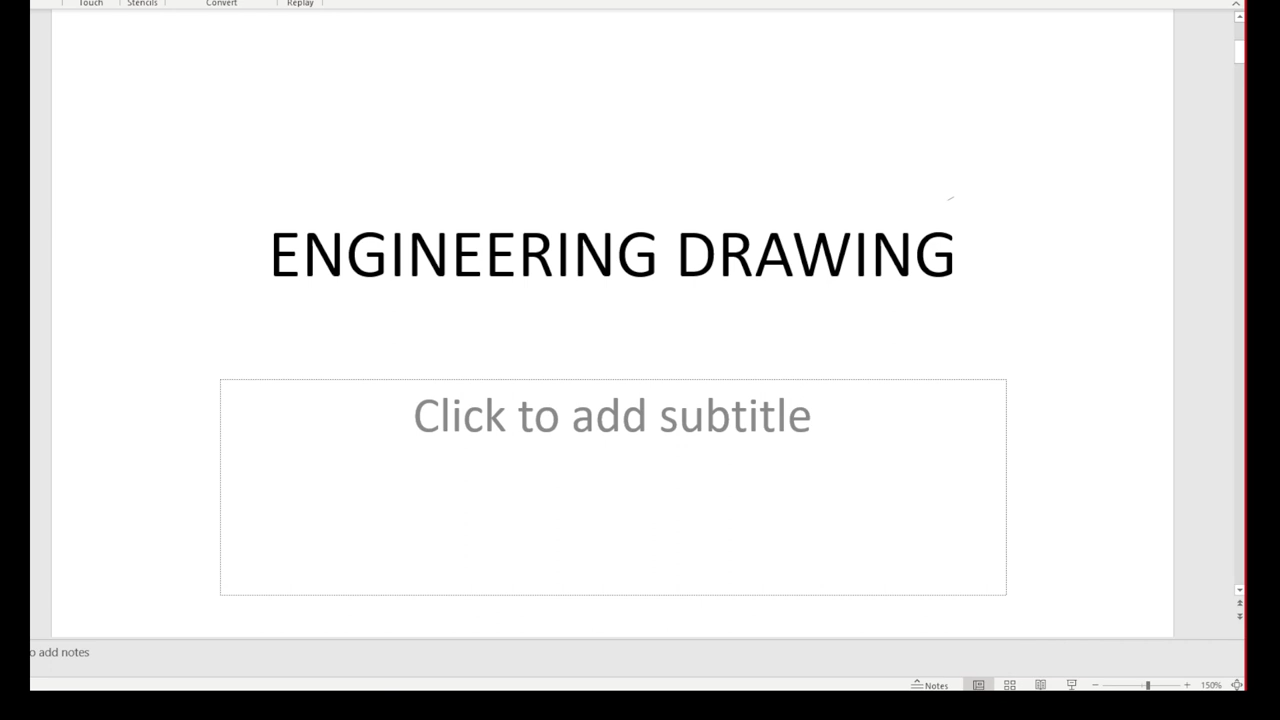 Touch Stencils Convert Replay
ENGINEERING DRAWING
Click to add subtitle
o add notes
Notes 150%